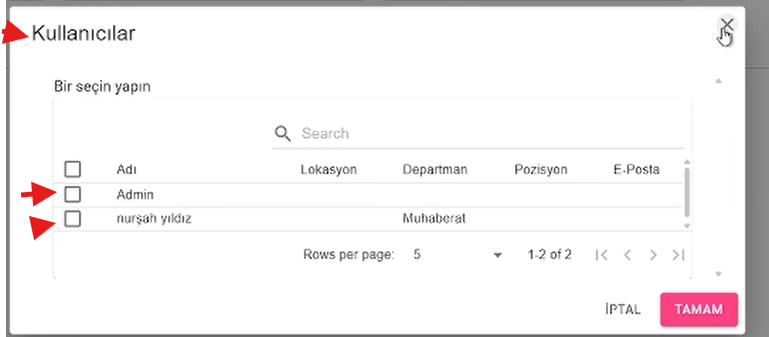 Kullanıcılar
Bir seçin yapın
Search
Adı Lokasyon Departman Pozisyon E-Posta
Admin
nurşah yıldız Muhaberat
Rows per page: 5 1-2 of 2
İPTAL TAMAM